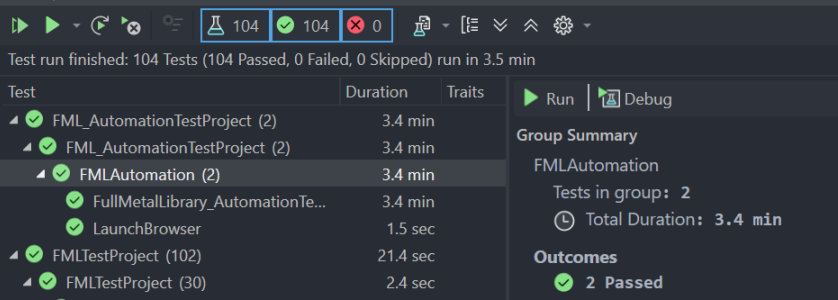 104 104 0
Test run finished: 104 Tests (104 Passed, 0 Failed, 0 Skipped) run in 3.5 min
Test Duration Traits
FML_AutomationTestProject (2) 3.4 min
FML_AutomationTestProject (2) 3.4 min
FMLAutomation (2) 3.4 min
FullMetalLibrary_AutomationTe... 3.4 min
LaunchBrowser 1.5 sec
FMLTestProject (102) 21.4 sec
FMLTestProject (30) 2.4 sec
Run Debug
Group Summary
FMLAutomation
Tests in group: 2
Total Duration: 3.4 min
Outcomes
2 Passed